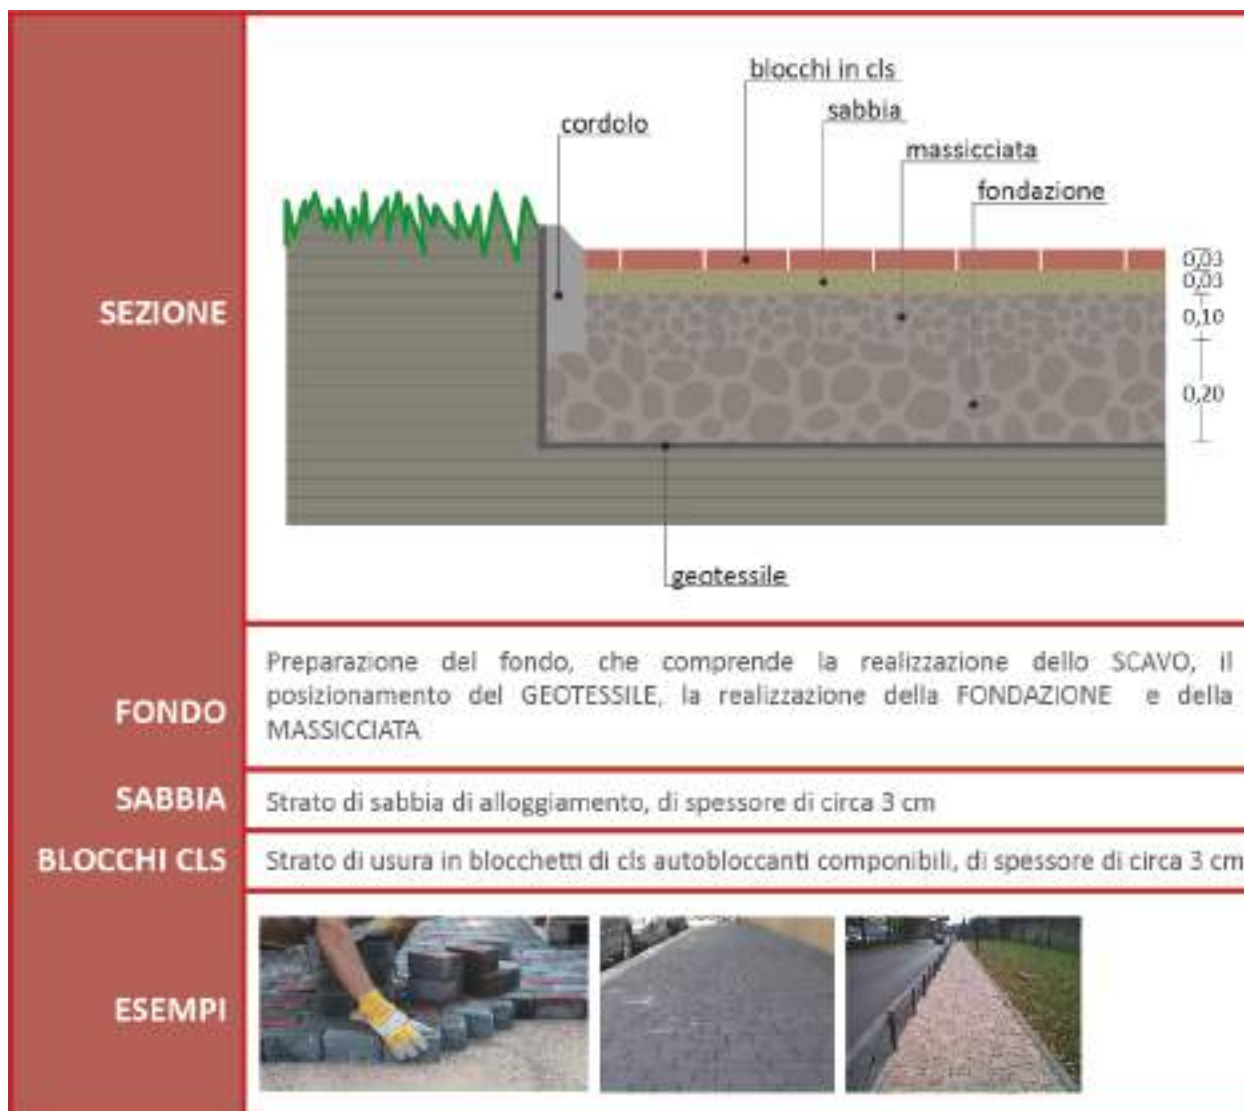 SEZIONE
blocchi in cls
sabbia
cordolo
massicciata
fondazione
0,03
0,03
0,10
0,20
geotessile
FONDO
Preparazione del fondo, che comprende la realizzazione dello SCAVO, il
posizionamento del GEOTESSILE, la realizzazione della FONDAZIONE e della
MASSICCIATA
SABBIA
Strato di sabbia di alloggiamento, di spessore di circa 3 cm
BLOCCHI CLS
Strato di usura in blocchetti di cls autobloccanti componibili, di spessore di circa 3 cm
ESEMPI